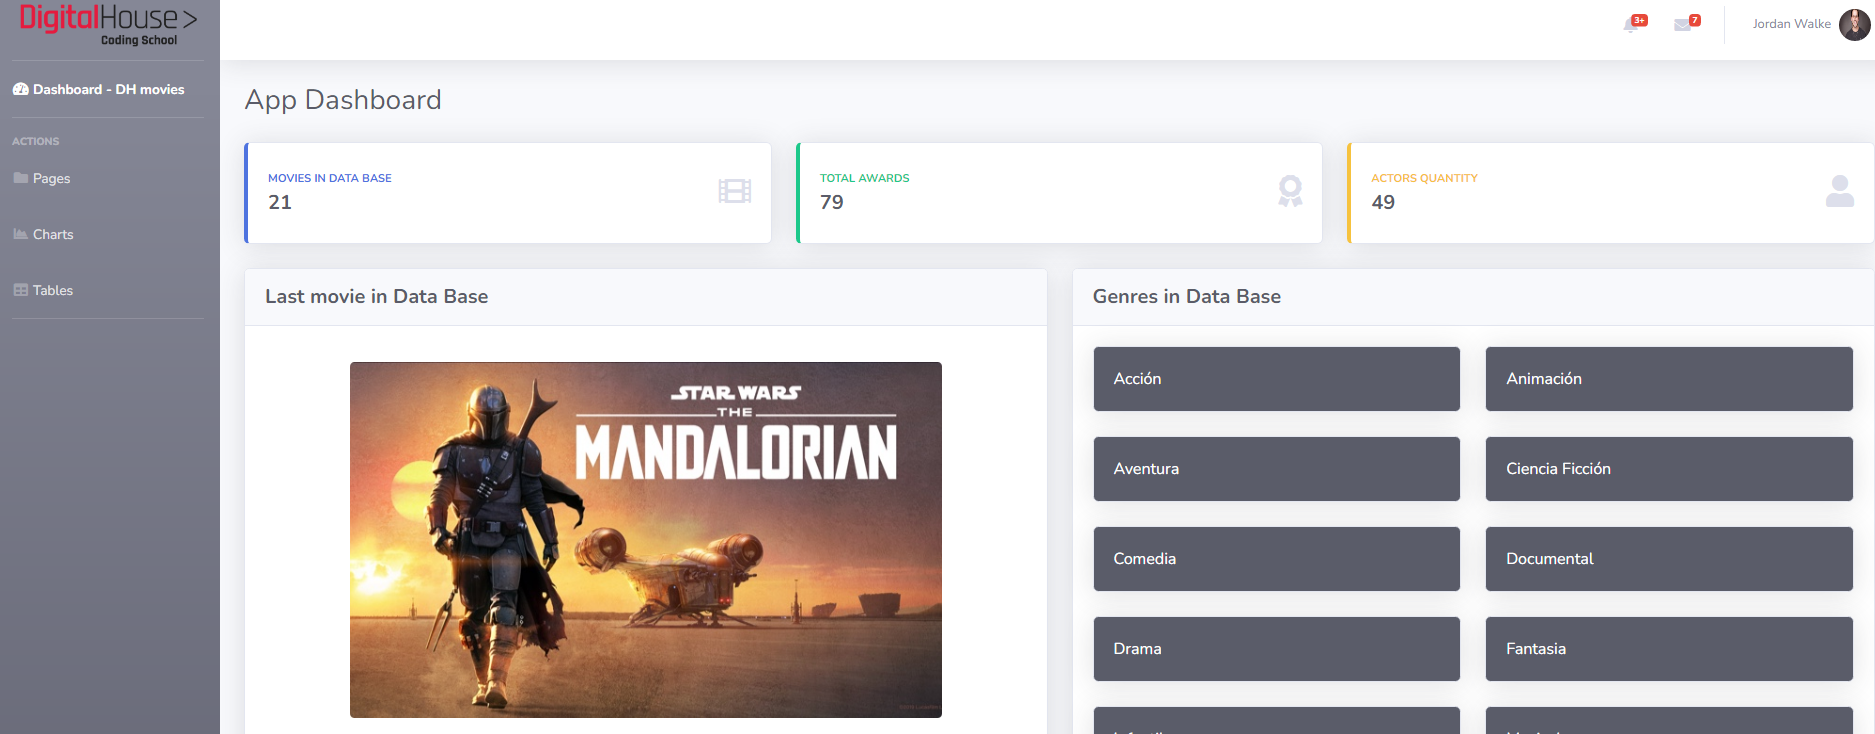 DigitalHouse>
Coding School
3+
7
Jordan Walke
Dashboard - DH movies
ACTIONS
Pages
Charts
Tables
App Dashboard
MOVIES IN DATA BASE
21
TOTAL AWARDS
79
ACTORS QUANTITY
49
Last movie in Data Base
STAR WARS
THE
MANDALORIAN
Genres in Data Base
Acción
Animación
Aventura
Ciencia Ficción
Comedia
Documental
Drama
Fantasia